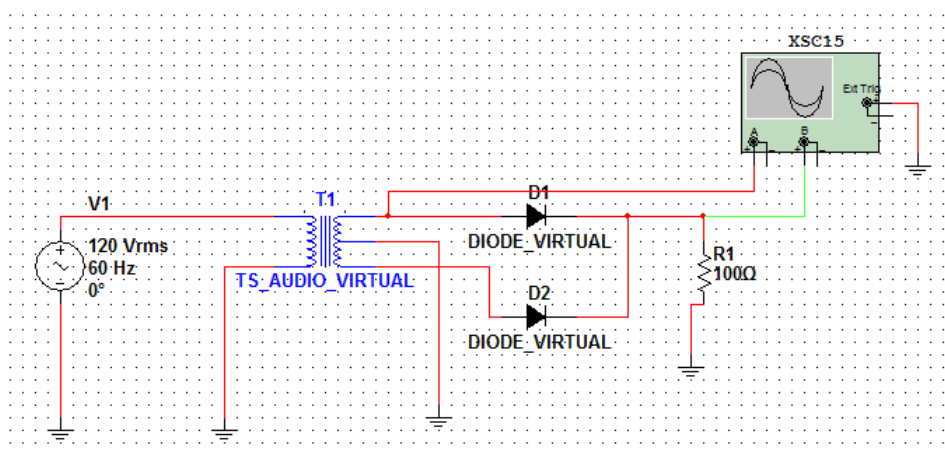 XSC15
Ext Trig
+
−
A
B
+ − + −
D1
T1
V1
DIODE_VIRTUAL
120 Vrms
60 Hz
0°
R1
100Ω
TS_AUDIO_VIRTUAL
D2
DIODE_VIRTUAL